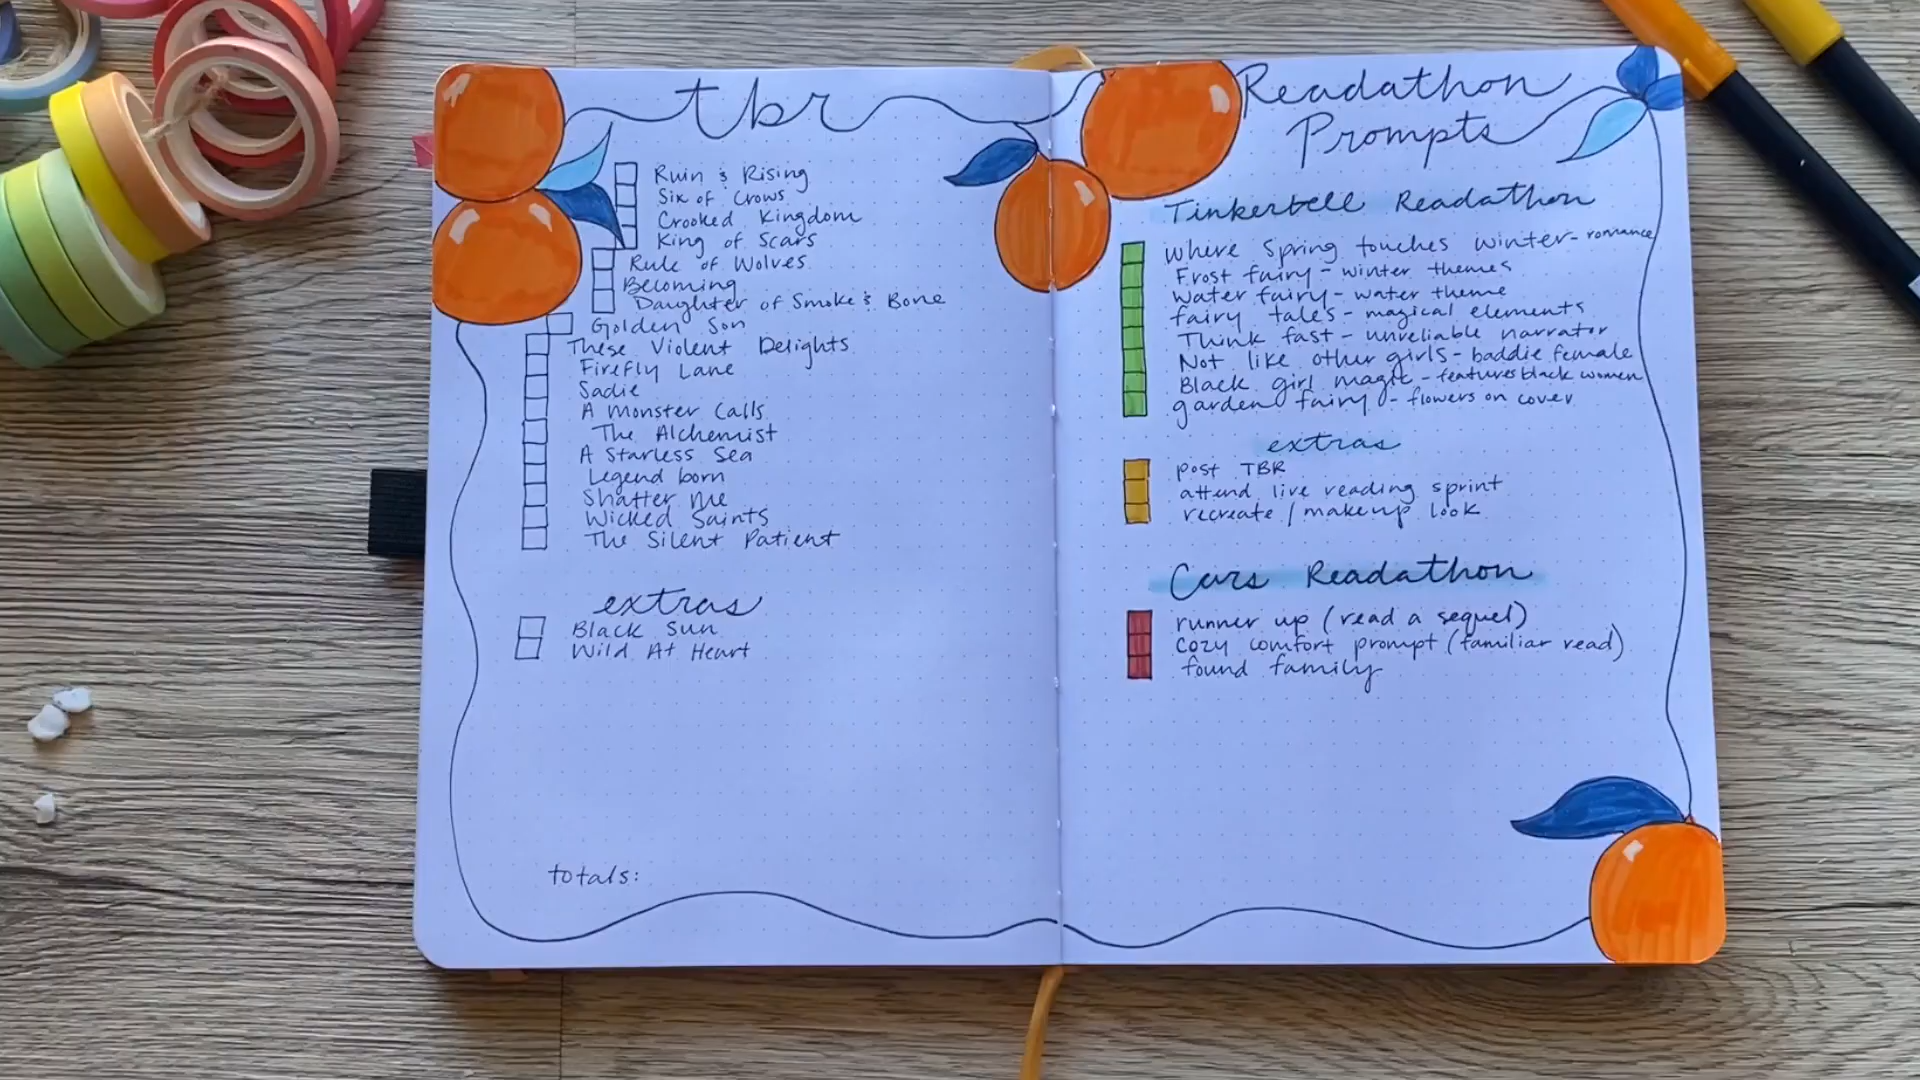 tbr
Ruin & Rising
Six of Crows
Crooked Kingdom
King of Scars
Rule of Wolves
Becoming
Daughter of Smoke & Bone
Golden Son
These Violent Delights
Firefly Lane
Sadie
A Monster Calls
The Alchemist
A Starless Sea
Legend born
Shatter me
Wicked Saints
The Silent Patient
extras
Black Sun
Wild At Heart
totals:
Readathon
Prompts
Tinkerbell Readathon
Where Spring touches winter - romance
Frost fairy - winter themes
Water fairy - water theme
fairy tales - magical elements
Think fast - unreliable narrator
Not like other girls - baddie female
Black girl magic - features black women
garden fairy - flowers on cover
extras
post TBR
attend live reading sprint
recreate / makeup look
Cars Readathon
runner up (read a sequel)
Cozy comfort prompt (familiar read)
found family